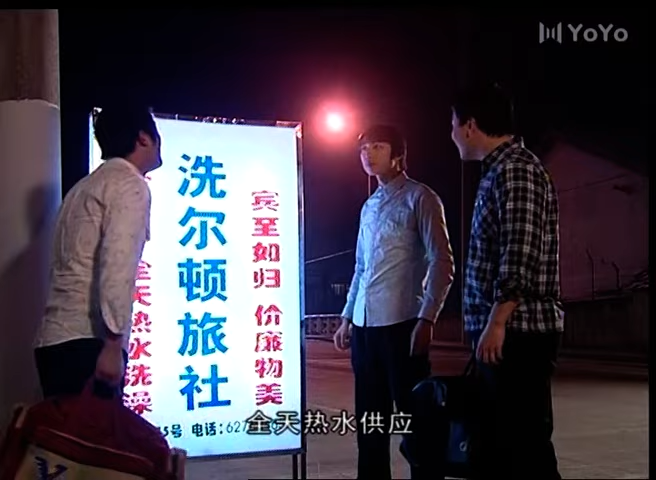 YoYo
洗尔顿旅社
宾至如归 价廉物美
全天热水洗澡
号 电话:627
全天热水供应